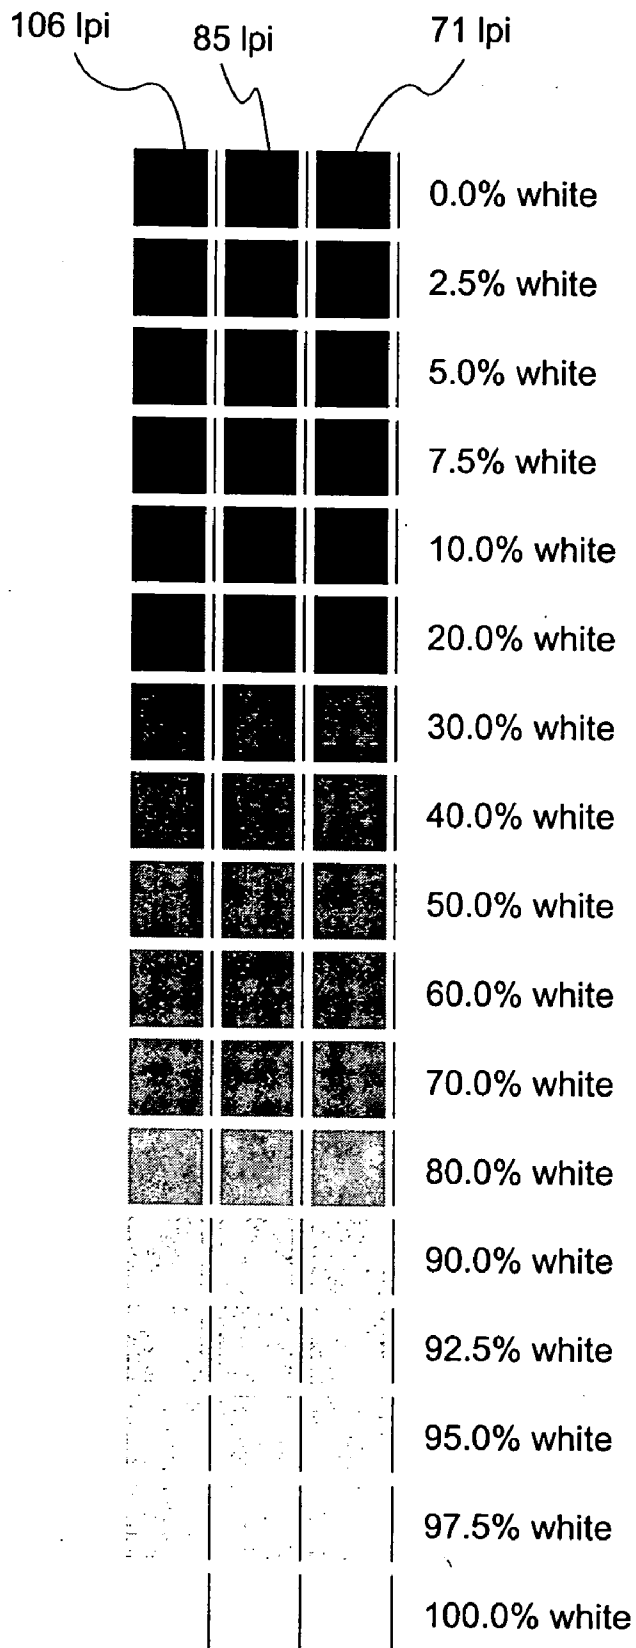 106 lpi
85 lpi
71 lpi
0.0% white
2.5% white
5.0% white
7.5% white
10.0% white
20.0% white
30.0% white
40.0% white
50.0% white
60.0% white
70.0% white
80.0% white
90.0% white
92.5% white
95.0% white
97.5% white
100.0% white